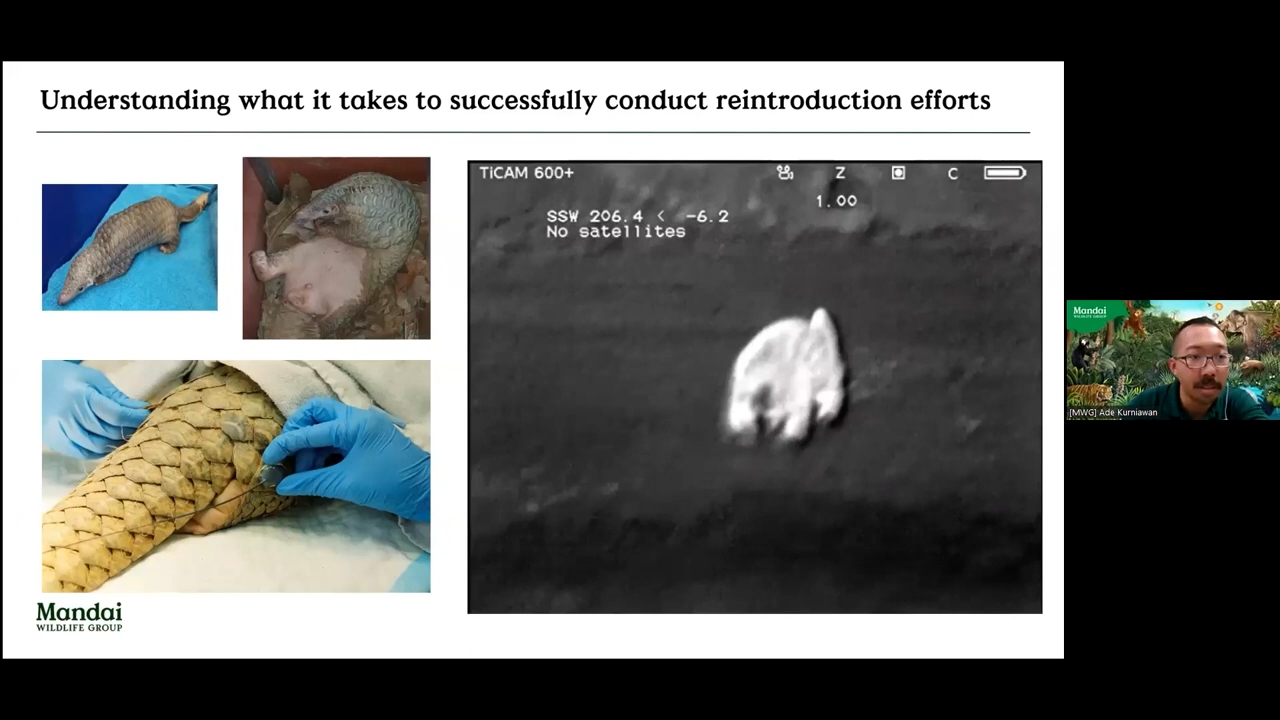 Understanding what it takes to successfully conduct reintroduction efforts
TiCAM 600+ Z C
1.00
SSW 206.4 < -6.2
No satellites
Mandai
WILDLIFE GROUP
Mandai
WILDLIFE GROUP
[MWG] Ade Kurniawan